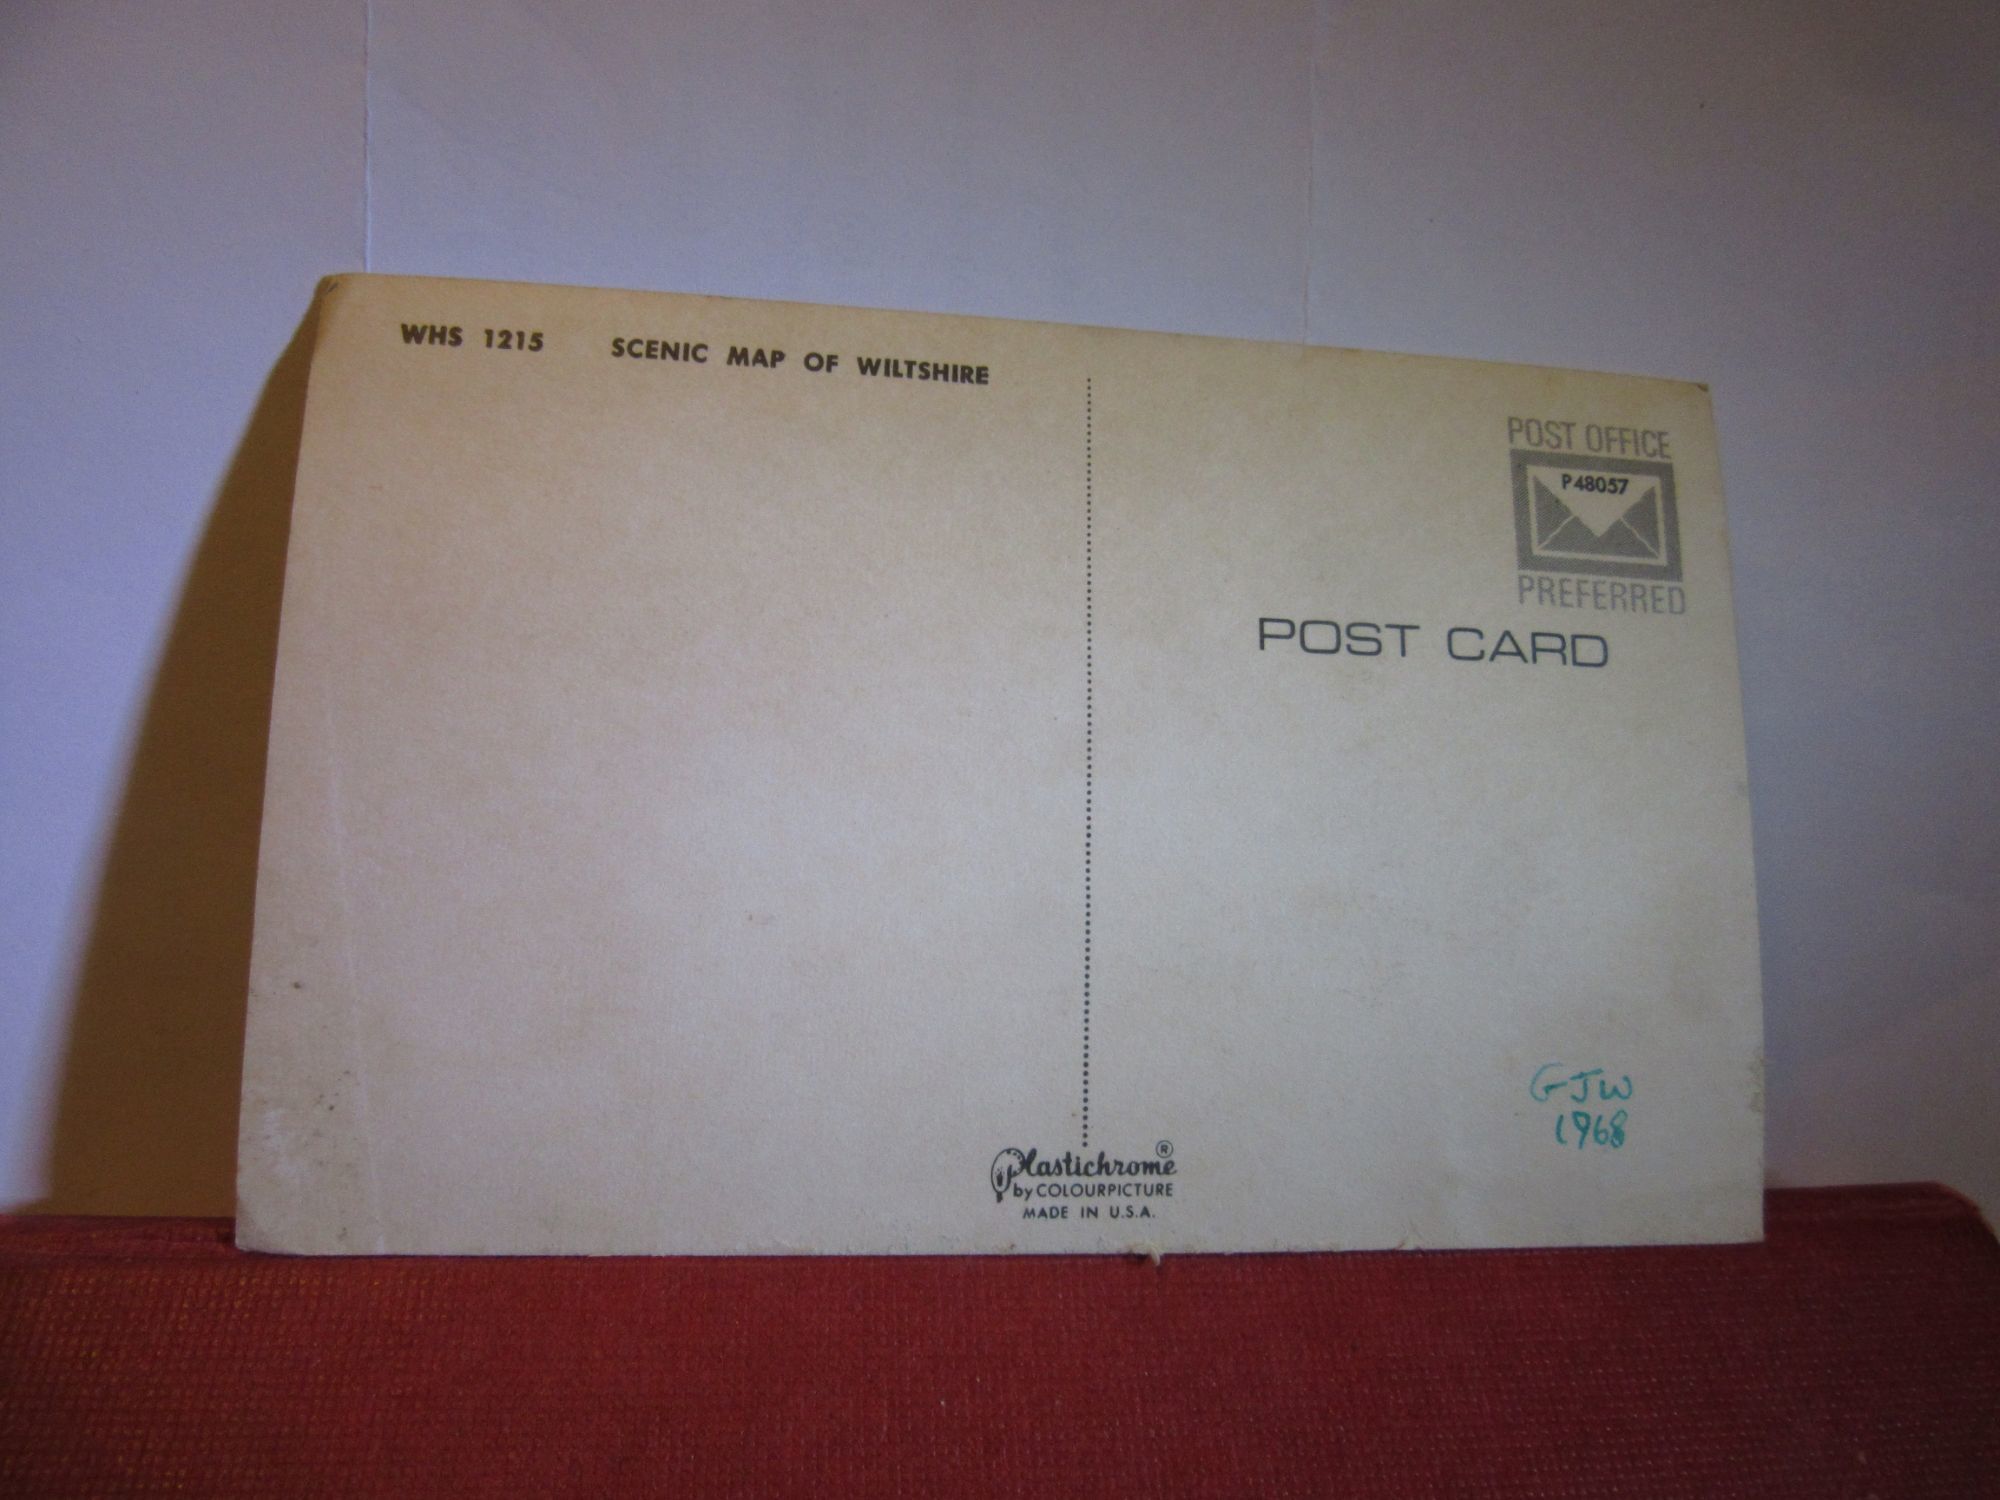 WHS 1215 SCENIC MAP OF WILTSHIRE
POST OFFICE
P48057
PREFERRED
POST CARD
GJW
1968
Plastichrome ®
by COLOURPICTURE
MADE IN U.S.A.